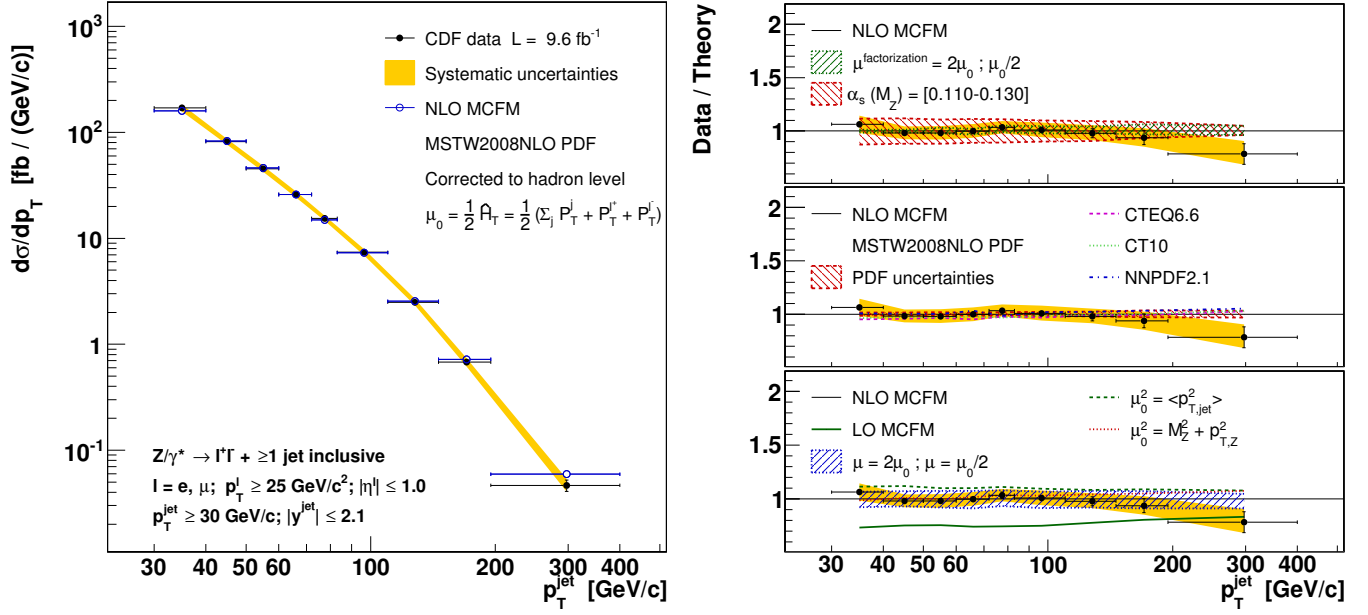 dσ/dp_T [fb / (GeV/c)]
10³
10²
10
1
10⁻¹
CDF data L = 9.6 fb⁻¹
Systematic uncertainties
NLO MCFM
MSTW2008NLO PDF
Corrected to hadron level
μ₀ = 1/2 Ĥ_T = 1/2 (Σ_j P_T^j + P_T^l⁺ + P_T^l⁻)
Z/γ* → l⁺l⁻ + ≥1 jet inclusive
l = e, μ; p_T^l ≥ 25 GeV/c²; |η^l| ≤ 1.0
p_T^jet ≥ 30 GeV/c; |y^jet| ≤ 2.1
30 40 50 100 200 300
p_T^jet [GeV/c]
Data / Theory
2
1.5
1
NLO MCFM
μ^factorization = 2μ₀ ; μ₀/2
α_s (M_Z) = [0.110-0.130]
2
1.5
1
NLO MCFM
MSTW2008NLO PDF
PDF uncertainties
CTEQ6.6
CT10
NNPDF2.1
2
1.5
1
NLO MCFM
LO MCFM
μ = 2μ₀ ; μ = μ₀/2
μ₀² = <p²_T,jet>
μ₀² = M_Z² + p²_T,Z
30 40 50 100 200 300
p_T^jet [GeV/c]